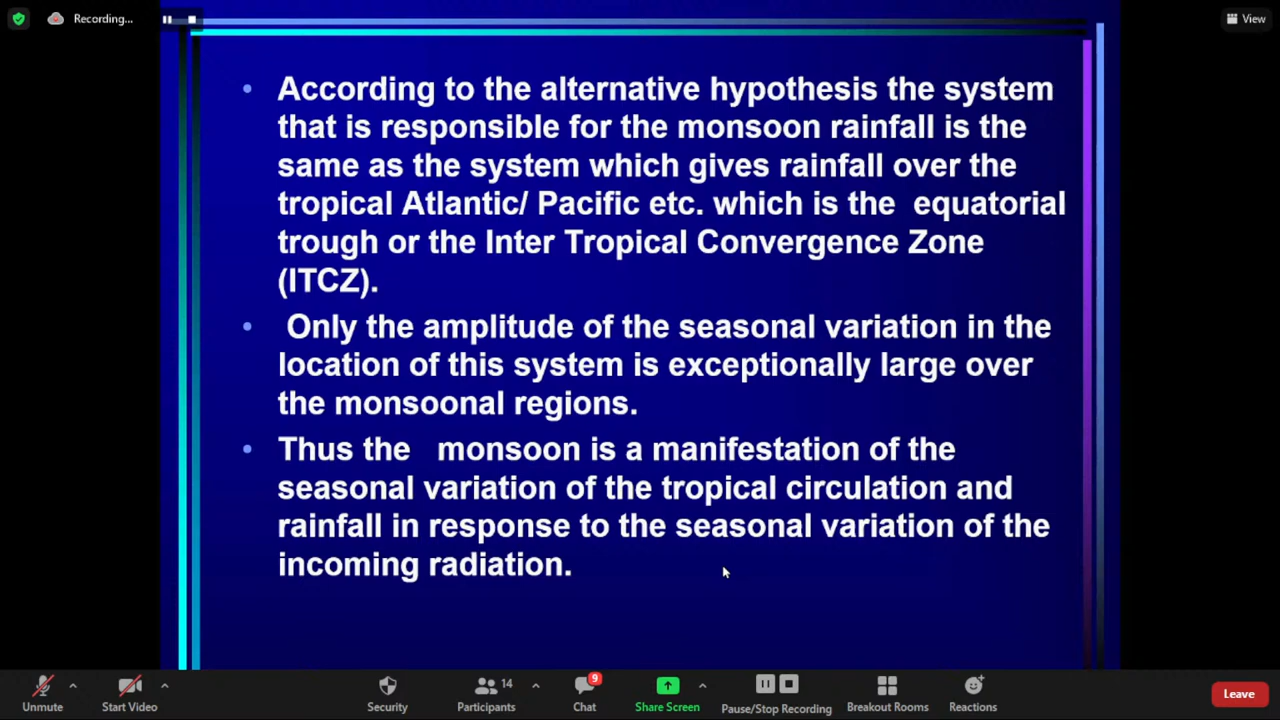 Recording...
View
• According to the alternative hypothesis the system
that is responsible for the monsoon rainfall is the
same as the system which gives rainfall over the
tropical Atlantic/ Pacific etc. which is the equatorial
trough or the Inter Tropical Convergence Zone
(ITCZ).
• Only the amplitude of the seasonal variation in the
location of this system is exceptionally large over
the monsoonal regions.
• Thus the monsoon is a manifestation of the
seasonal variation of the tropical circulation and
rainfall in response to the seasonal variation of the
incoming radiation.
14
9
Unmute
Start Video
Security
Participants
Chat
Share Screen
Pause/Stop Recording
Breakout Rooms
Reactions
Leave